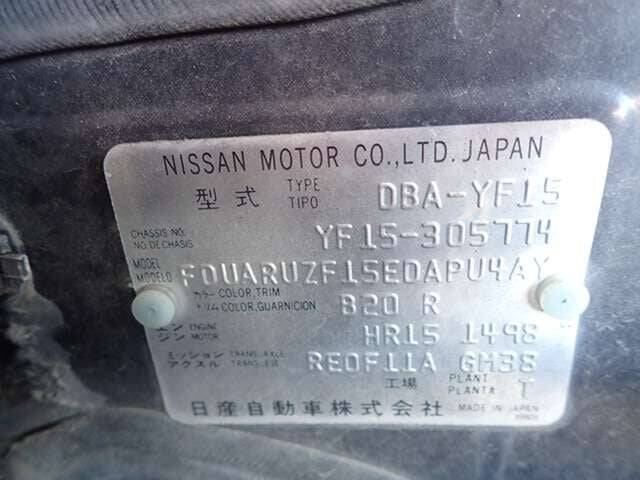 NISSAN MOTOR CO.,LTD. JAPAN
型式 TYPE TIPO DBA-YF15
CHASSIS NO. NO DE CHASIS YF15-305774
MODEL MODELO FDUARUZF15EDAPU4AY
カラー COLOR,TRIM トリム COLOR,GUARNICION B20 R
エンジン ENGINE MOTOR HR15 1498
ミッション アクスル TRANS. AXLE TRANS. EJE RE0F11A GM38
工場 PLANT PLANTA T
日産自動車株式会社 MADE IN JAPAN